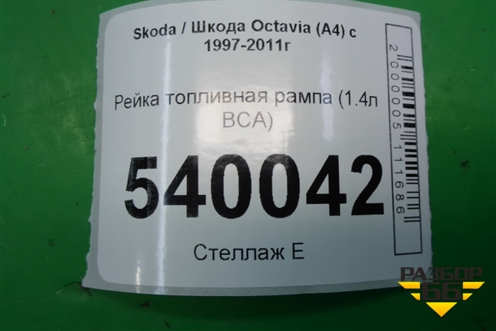 Skoda / Шкода Octavia (A4) с
1997-2011г
Рейка топливная рампа (1.4л
BCA)
540042
Стеллаж Е
2000005111686
РАЗБОР
66